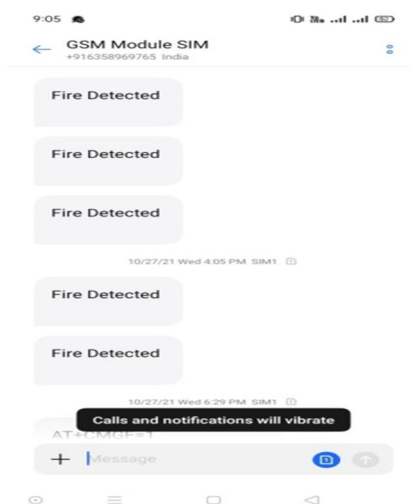 9:05
GSM Module SIM
+916358969765 India
Fire Detected
Fire Detected
Fire Detected
10/27/21 Wed 4:05 PM SIM1
Fire Detected
Fire Detected
10/27/21 Wed 6:29 PM SIM1
Calls and notifications will vibrate
AT+CMGF=1
Message